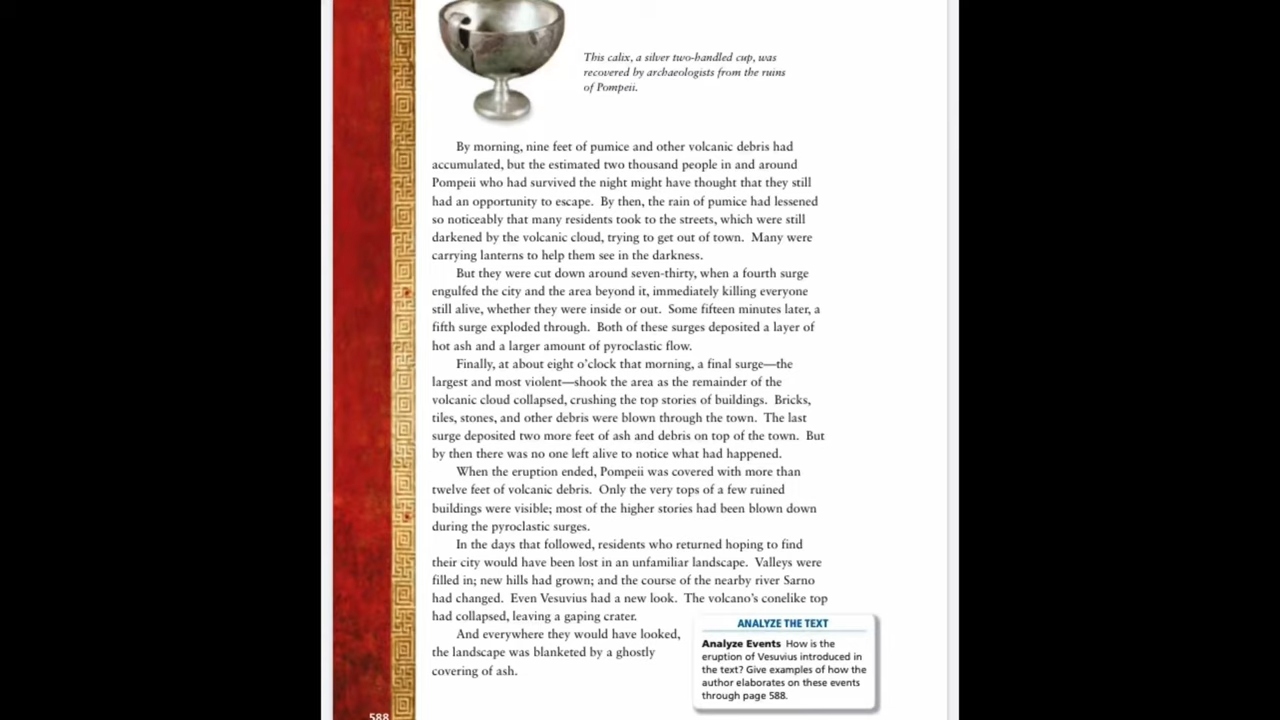 This calix, a silver two-handled cup, was
recovered by archaeologists from the ruins
of Pompeii.
By morning, nine feet of pumice and other volcanic debris had
accumulated, but the estimated two thousand people in and around
Pompeii who had survived the night might have thought that they still
had an opportunity to escape. By then, the rain of pumice had lessened
so noticeably that many residents took to the streets, which were still
darkened by the volcanic cloud, trying to get out of town. Many were
carrying lanterns to help them see in the darkness.
But they were cut down around seven-thirty, when a fourth surge
engulfed the city and the area beyond it, immediately killing everyone
still alive, whether they were inside or out. Some fifteen minutes later, a
fifth surge exploded through. Both of these surges deposited a layer of
hot ash and a larger amount of pyroclastic flow.
Finally, at about eight o'clock that morning, a final surge—the
largest and most violent—shook the area as the remainder of the
volcanic cloud collapsed, crushing the top stories of buildings. Bricks,
tiles, stones, and other debris were blown through the town. The last
surge deposited two more feet of ash and debris on top of the town. But
by then there was no one left alive to notice what had happened.
When the eruption ended, Pompeii was covered with more than
twelve feet of volcanic debris. Only the very tops of a few ruined
buildings were visible; most of the higher stories had been blown down
during the pyroclastic surges.
In the days that followed, residents who returned hoping to find
their city would have been lost in an unfamiliar landscape. Valleys were
filled in; new hills had grown; and the course of the nearby river Sarno
had changed. Even Vesuvius had a new look. The volcano's conelike top
had collapsed, leaving a gaping crater.
And everywhere they would have looked,
the landscape was blanketed by a ghostly
covering of ash.
ANALYZE THE TEXT
Analyze Events How is the
eruption of Vesuvius introduced in
the text? Give examples of how the
author elaborates on these events
through page 588.
588